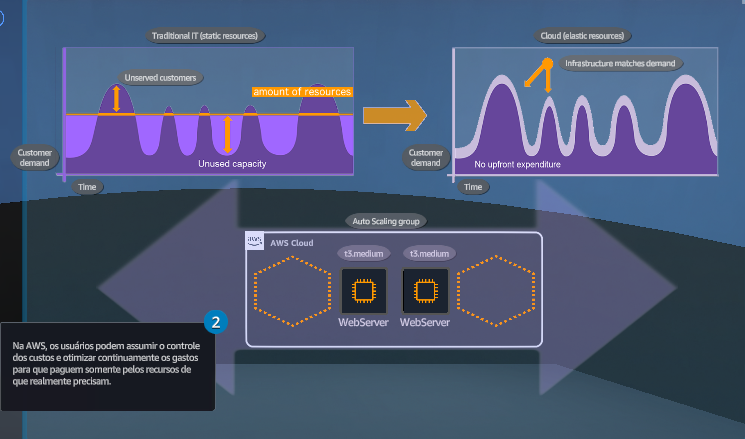 Traditional IT (static resources)
Cloud (elastic resources)
Unserved customers
Infrastructure matches demand
amount of resources
Customer
demand
Unused capacity
Customer
demand
No upfront expenditure
Time
Time
Auto Scaling group
aws
AWS Cloud
t3.medium
t3.medium
WebServer
WebServer
2
Na AWS, os usuários podem assumir o controle
dos custos e otimizar continuamente os gastos
para que paguem somente pelos recursos de
que realmente precisam.